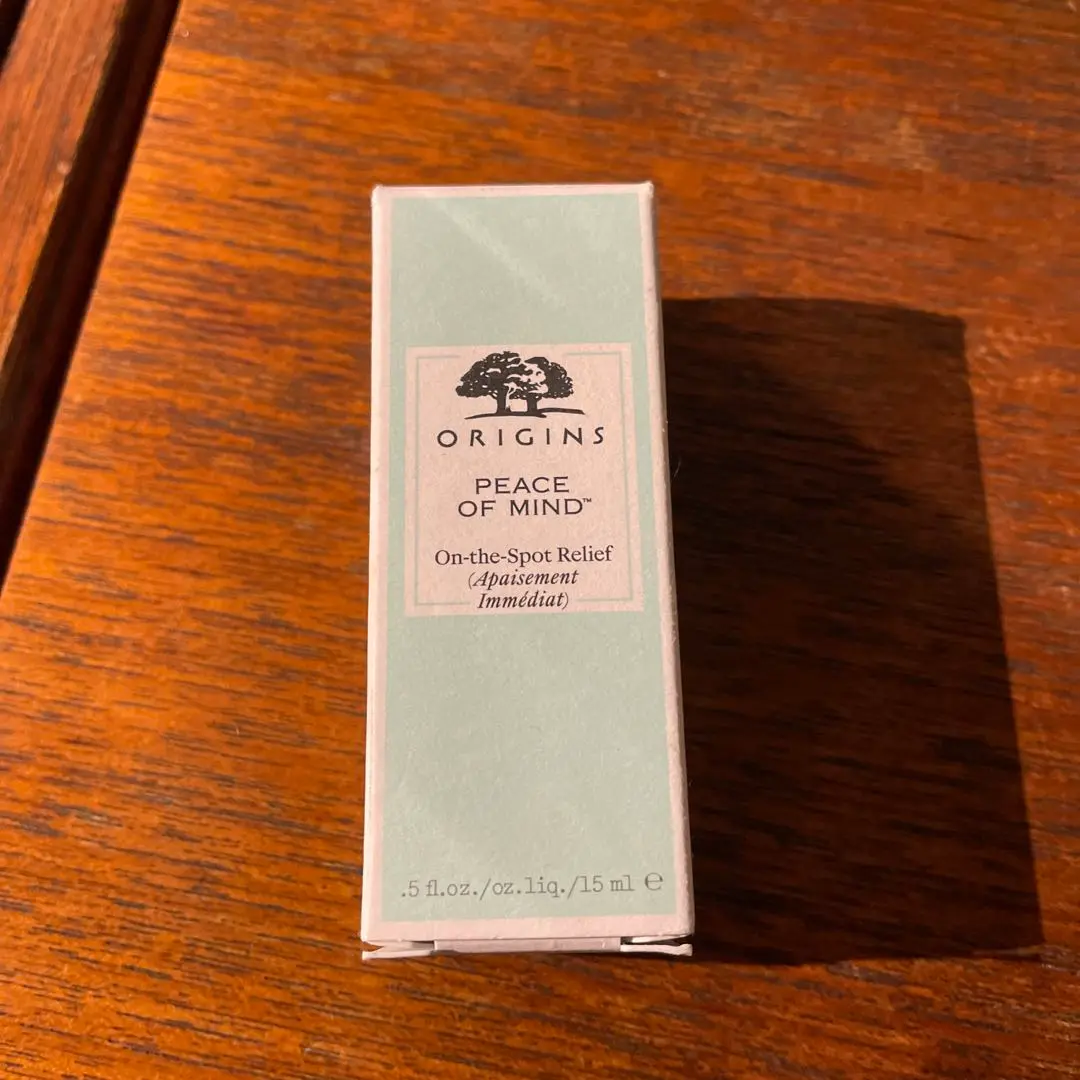 ORIGINS
PEACE
OF MIND™
On-the-Spot Relief
(Apaisement
Immédiat)
.5 fl.oz./oz.liq./15 ml ℮